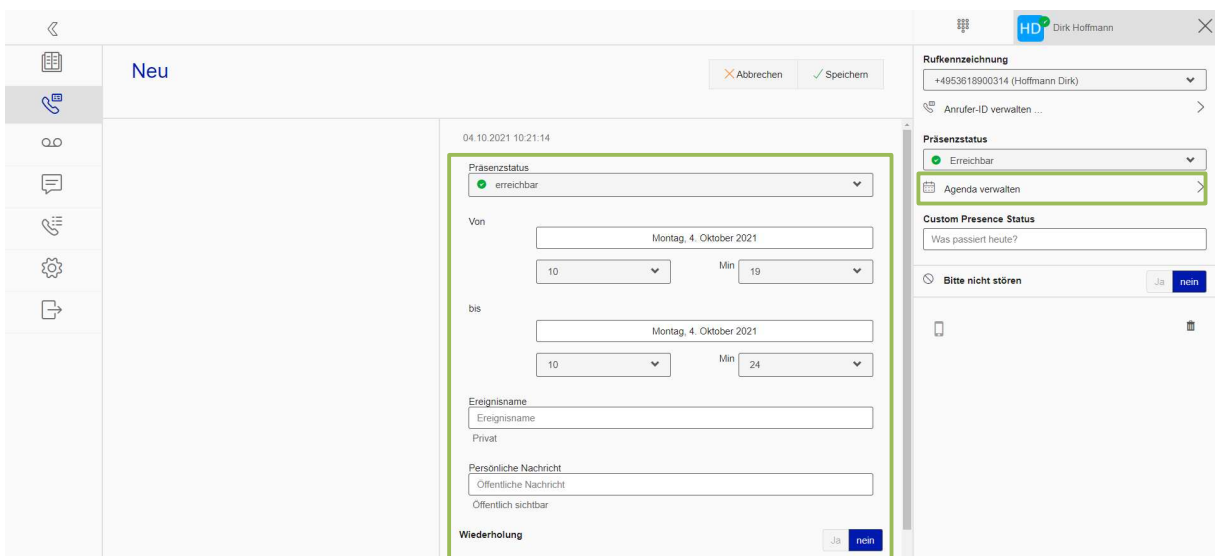 HD Dirk Hoffmann
Neu
Abbrechen
Speichern
04.10.2021 10:21:14
Präsenzstatus
erreichbar
Von
Montag, 4. Oktober 2021
10 Min 19
bis
Montag, 4. Oktober 2021
10 Min 24
Ereignisname
Ereignisname
Privat
Persönliche Nachricht
Öffentliche Nachricht
Öffentlich sichtbar
Wiederholung Ja nein
Rufkennzeichnung
+4953618900314 (Hoffmann Dirk)
Anrufer-ID verwalten ...
Präsenzstatus
Erreichbar
Agenda verwalten
Custom Presence Status
Was passiert heute?
Bitte nicht stören Ja nein